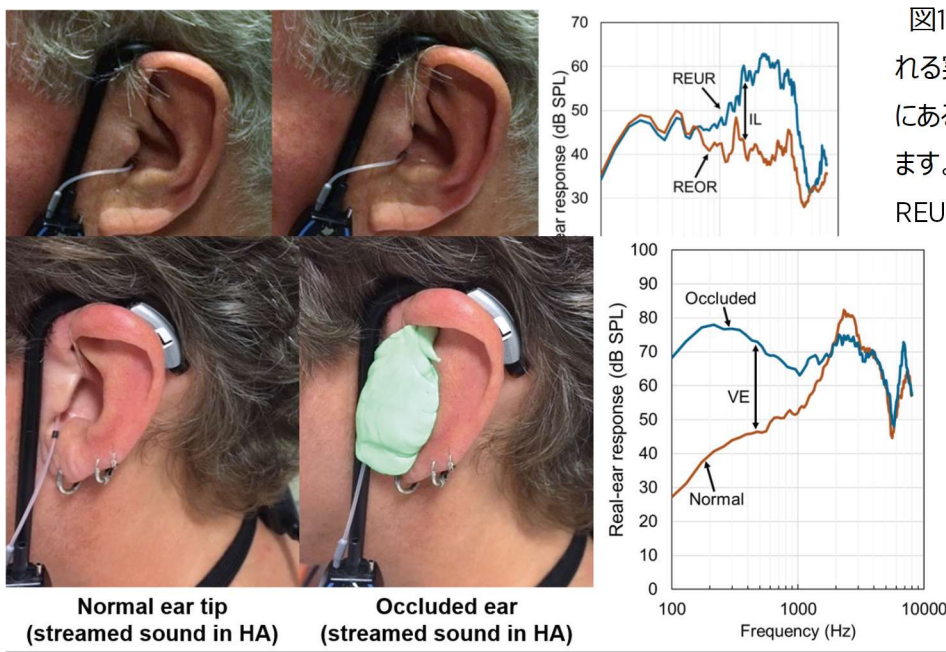 70
60
50
40
30
REUR
IL
REOR
ear response (dB SPL)
図1
れる
にあ
ます。
REU
100
90
80
70
60
50
40
30
20
10
0
Occluded
VE
Normal
Real-ear response (dB SPL)
100
1000
10000
Frequency (Hz)
Normal ear tip
(streamed sound in HA)
Occluded ear
(streamed sound in HA)